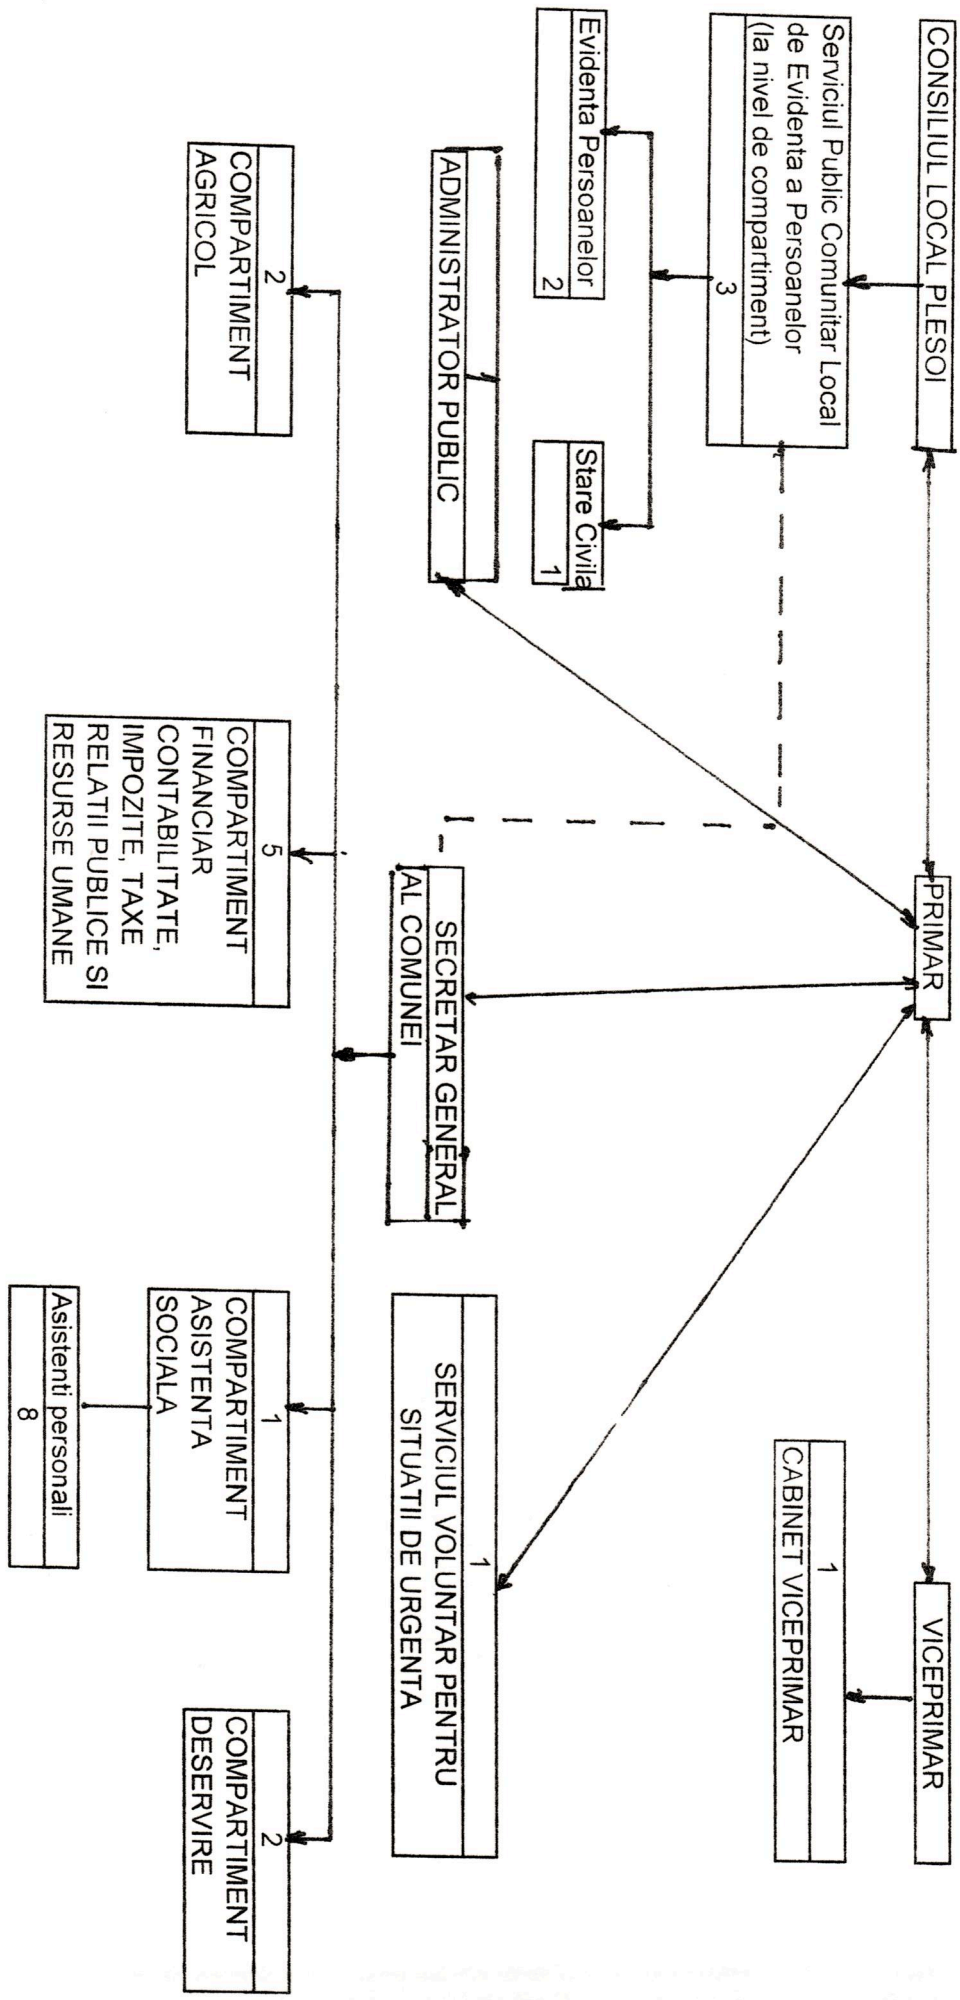 CONSILIUL LOCAL PLESOI
PRIMAR
VICEPRIMAR
Serviciul Public Comunitar Local
de Evidenta a Persoanelor
(la nivel de compartiment)
3
1
CABINET VICEPRIMAR
Evidenta Persoanelor
2
Stare Civila
1
ADMINISTRATOR PUBLIC
SECRETAR GENERAL
AL COMUNEI
1
SERVICIUL VOLUNTAR PENTRU
SITUATII DE URGENTA
2
COMPARTIMENT
AGRICOL
5
COMPARTIMENT
FINANCIAR
CONTABILITATE,
IMPOZITE, TAXE
RELATII PUBLICE SI
RESURSE UMANE
1
COMPARTIMENT
ASISTENTA
SOCIALA
Asistenti personali
8
2
COMPARTIMENT
DESERVIRE